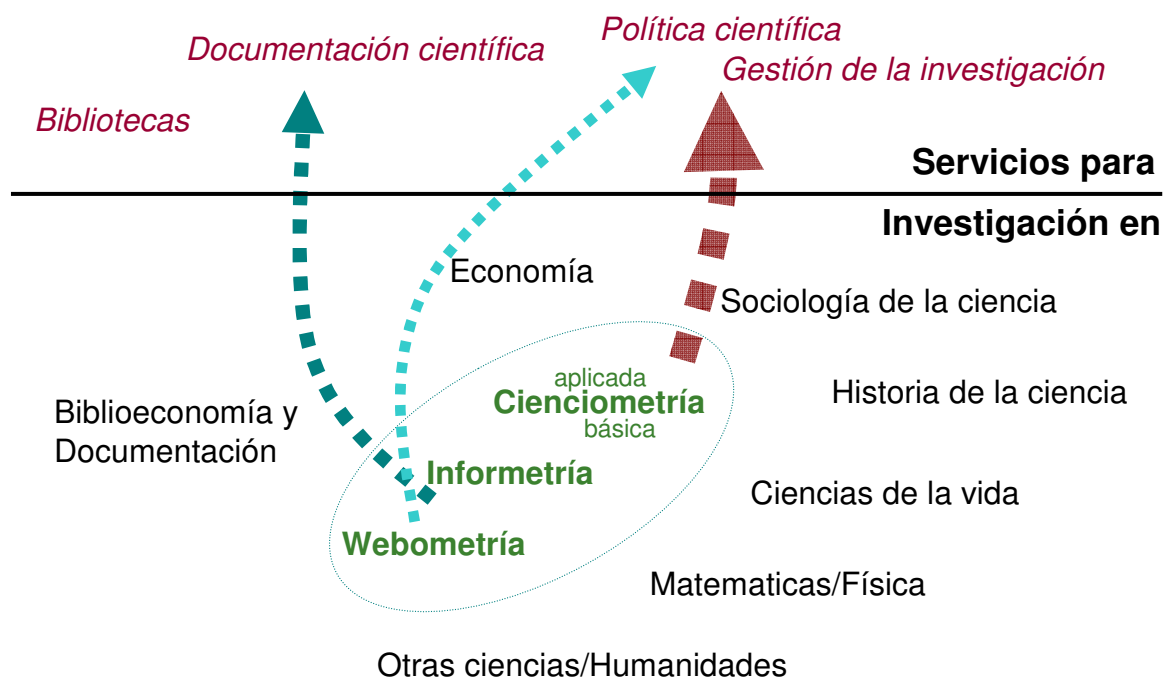 Política científica
Documentación científica
Gestión de la investigación
Bibliotecas
Servicios para
Investigación en
Economía
Sociología de la ciencia
aplicada
Cienciometría
básica
Historia de la ciencia
Biblioeconomía y
Documentación
Informetría
Ciencias de la vida
Webometría
Matematicas/Física
Otras ciencias/Humanidades